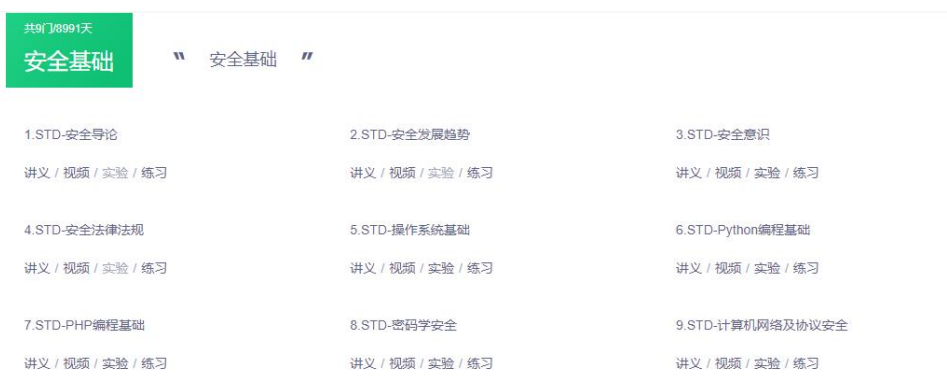 共9门/8991天
安全基础
" 安全基础 "
1.STD-安全导论
2.STD-安全发展趋势
3.STD-安全意识
讲义 / 视频 / 实验 / 练习
讲义 / 视频 / 实验 / 练习
讲义 / 视频 / 实验 / 练习
4.STD-安全法律法规
5.STD-操作系统基础
6.STD-Python编程基础
讲义 / 视频 / 实验 / 练习
讲义 / 视频 / 实验 / 练习
讲义 / 视频 / 实验 / 练习
7.STD-PHP编程基础
8.STD-密码学安全
9.STD-计算机网络及协议安全
讲义 / 视频 / 实验 / 练习
讲义 / 视频 / 实验 / 练习
讲义 / 视频 / 实验 / 练习